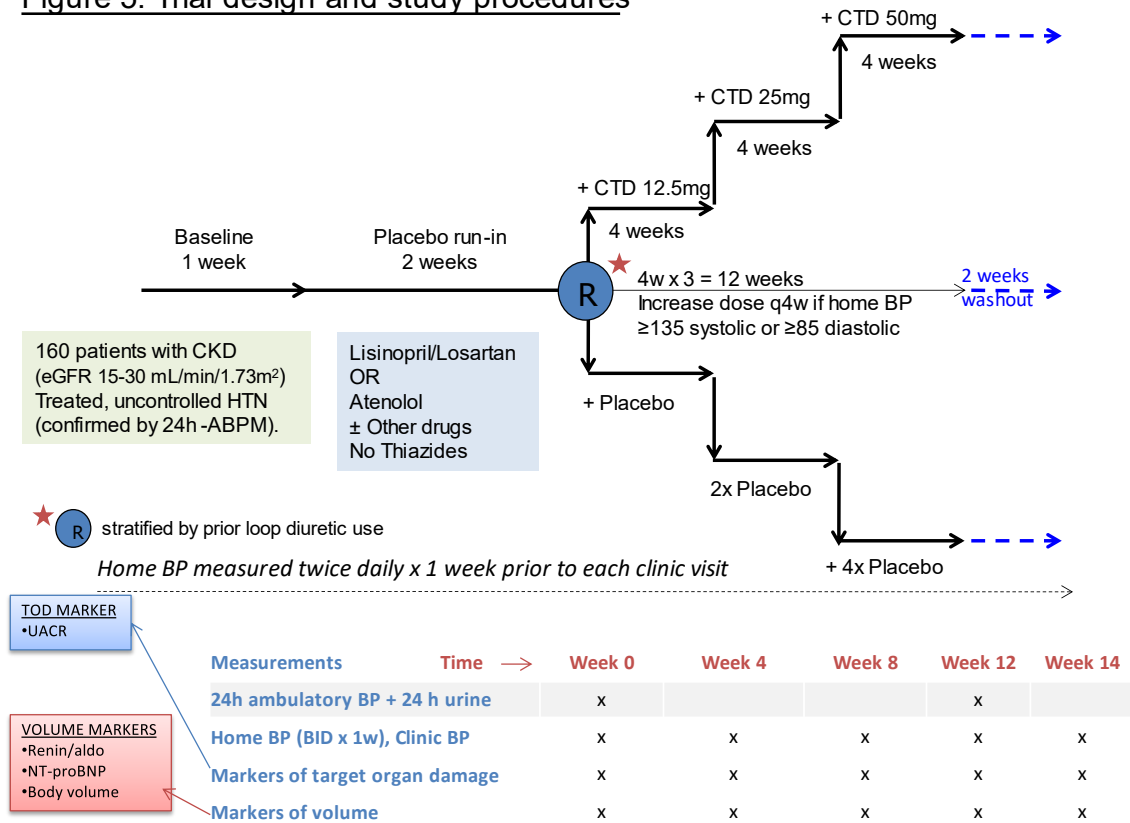 Figure 3. Trial design and study procedures
+ CTD 50mg
4 weeks
+ CTD 25mg
4 weeks
+ CTD 12.5mg
4 weeks
Baseline
1 week
Placebo run-in
2 weeks
R
4w x 3 = 12 weeks
Increase dose q4w if home BP
≥135 systolic or ≥85 diastolic
2 weeks
washout
160 patients with CKD
(eGFR 15-30 mL/min/1.73m²)
Treated, uncontrolled HTN
(confirmed by 24h -ABPM).
Lisinopril/Losartan
OR
Atenolol
± Other drugs
No Thiazides
+ Placebo
2x Placebo
+ 4x Placebo
R stratified by prior loop diuretic use
Home BP measured twice daily x 1 week prior to each clinic visit
TOD MARKER
•UACR
VOLUME MARKERS
•Renin/aldo
•NT-proBNP
•Body volume
Measurements Time Week 0 Week 4 Week 8 Week 12 Week 14
24h ambulatory BP + 24 h urine x x
Home BP (BID x 1w), Clinic BP x x x x x
Markers of target organ damage x x x x x
Markers of volume x x x x x